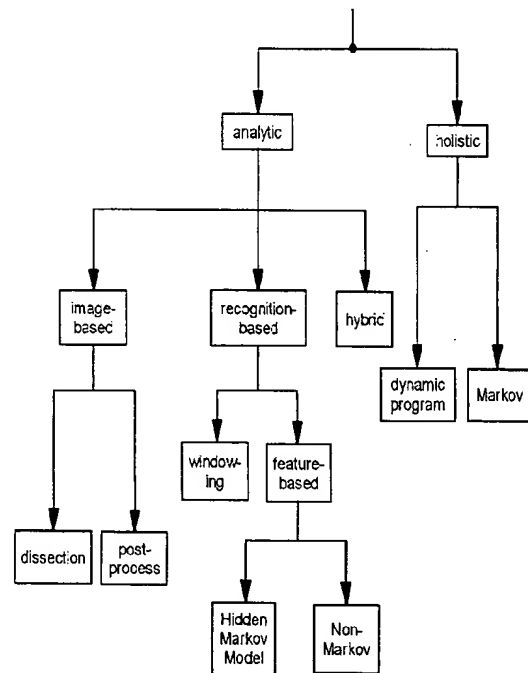 analytic
holistic
image-
based
recognition-
based
hybric
dynamic
program
Markov
window-
ing
feature-
based
dissection
post-
process
Hidden
Markov
Model
Non-
Markov